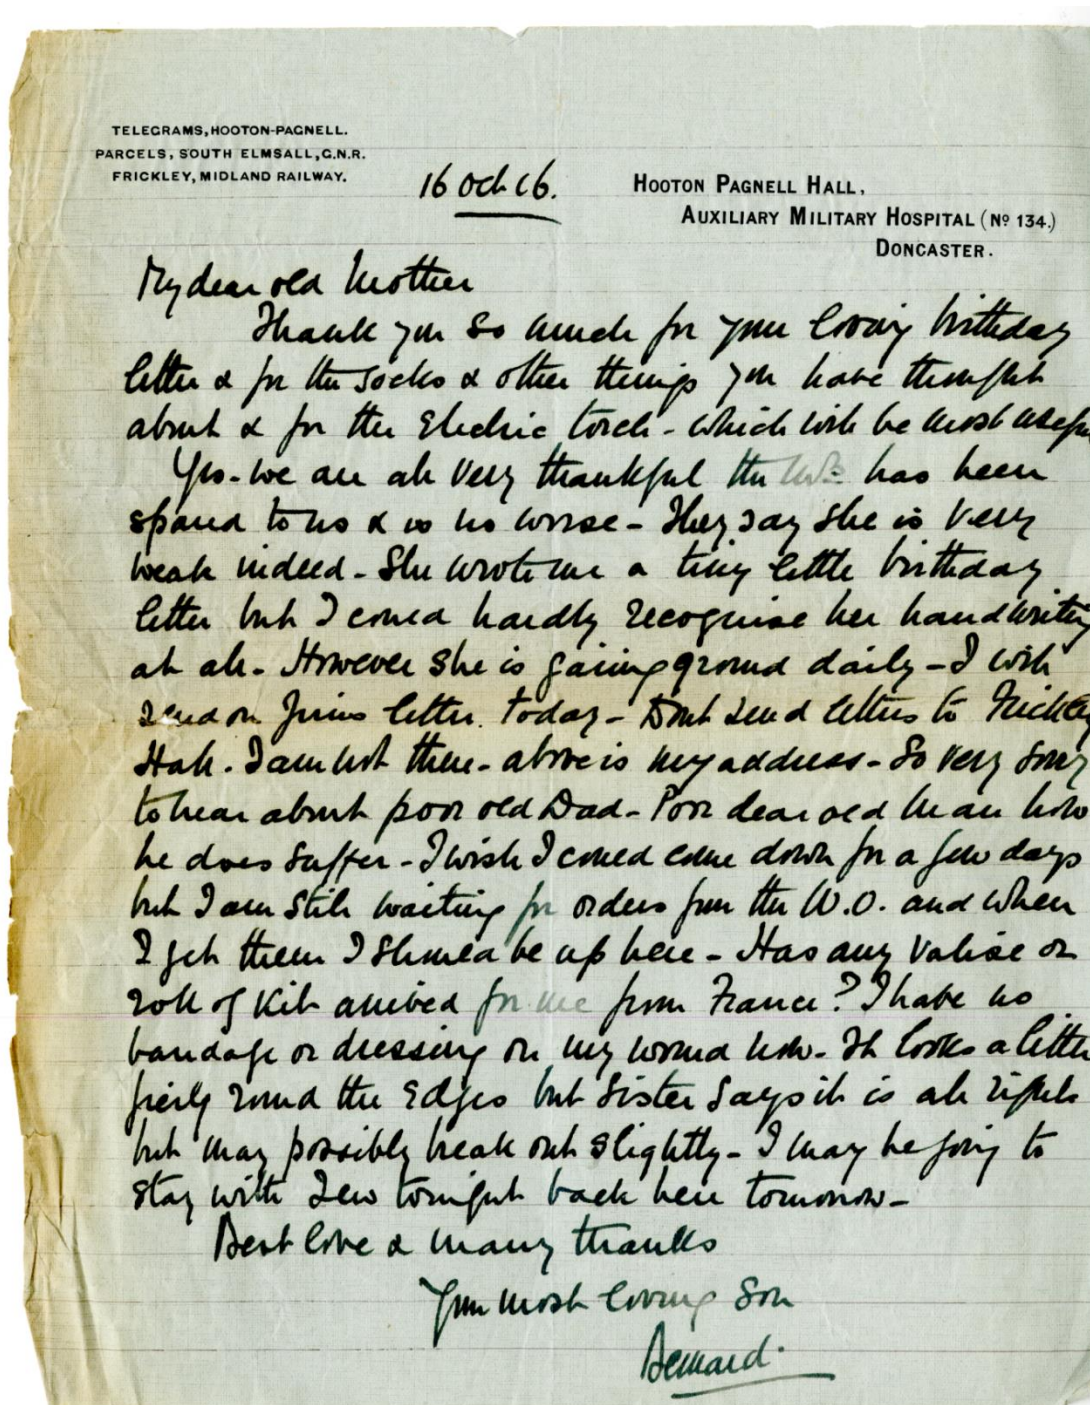 TELEGRAMS, HOOTON-PAGNELL.
PARCELS, SOUTH ELMSALL, G.N.R.
FRICKLEY, MIDLAND RAILWAY.
16 Oct 16.
HOOTON PAGNELL HALL,
AUXILIARY MILITARY HOSPITAL (No 134.)
DONCASTER.
My dear old Mother
Thank you so much for your loving birthday
letter & for the socks & other things you have thought
about & for the Electric torch - which will be most usefu
Yes - we are all very thankful the has been
spared to us & is no worse - They say she is very
weak indeed - She wrote me a tiny little birthday
letter but I could hardly recognise her handwriting
at all - However she is gaining ground daily - I will
send on letter today - Dont send letters to Frickley
Hall. I am not there - above is my address - So very sorry
to hear about poor old Dad - Poor dear old man how
he does suffer - I wish I could come down for a few days
but I am still waiting for orders from the W.O. and when
I get them I should be up here - Has any valise or
roll of kit arrived for me from France? I have no
bandage or dressing on my wound now. It looks a little
fiery round the edges but Sister says it is all right
but may possibly break out slightly - I may be going to
stay with tonight back here tomorrow -
Best love & many thanks
Your most loving Son
Bernard.